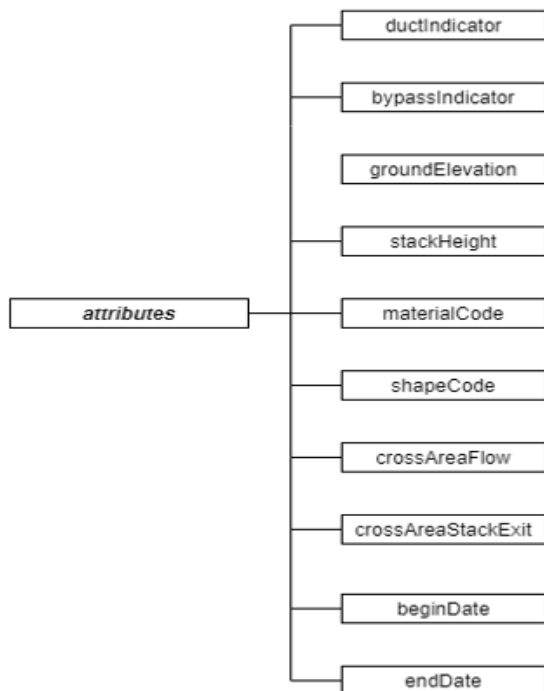 ductIndicator
bypassIndicator
groundElevation
stackHeight
attributes
materialCode
shapeCode
crossAreaFlow
crossAreaStackExit
beginDate
endDate